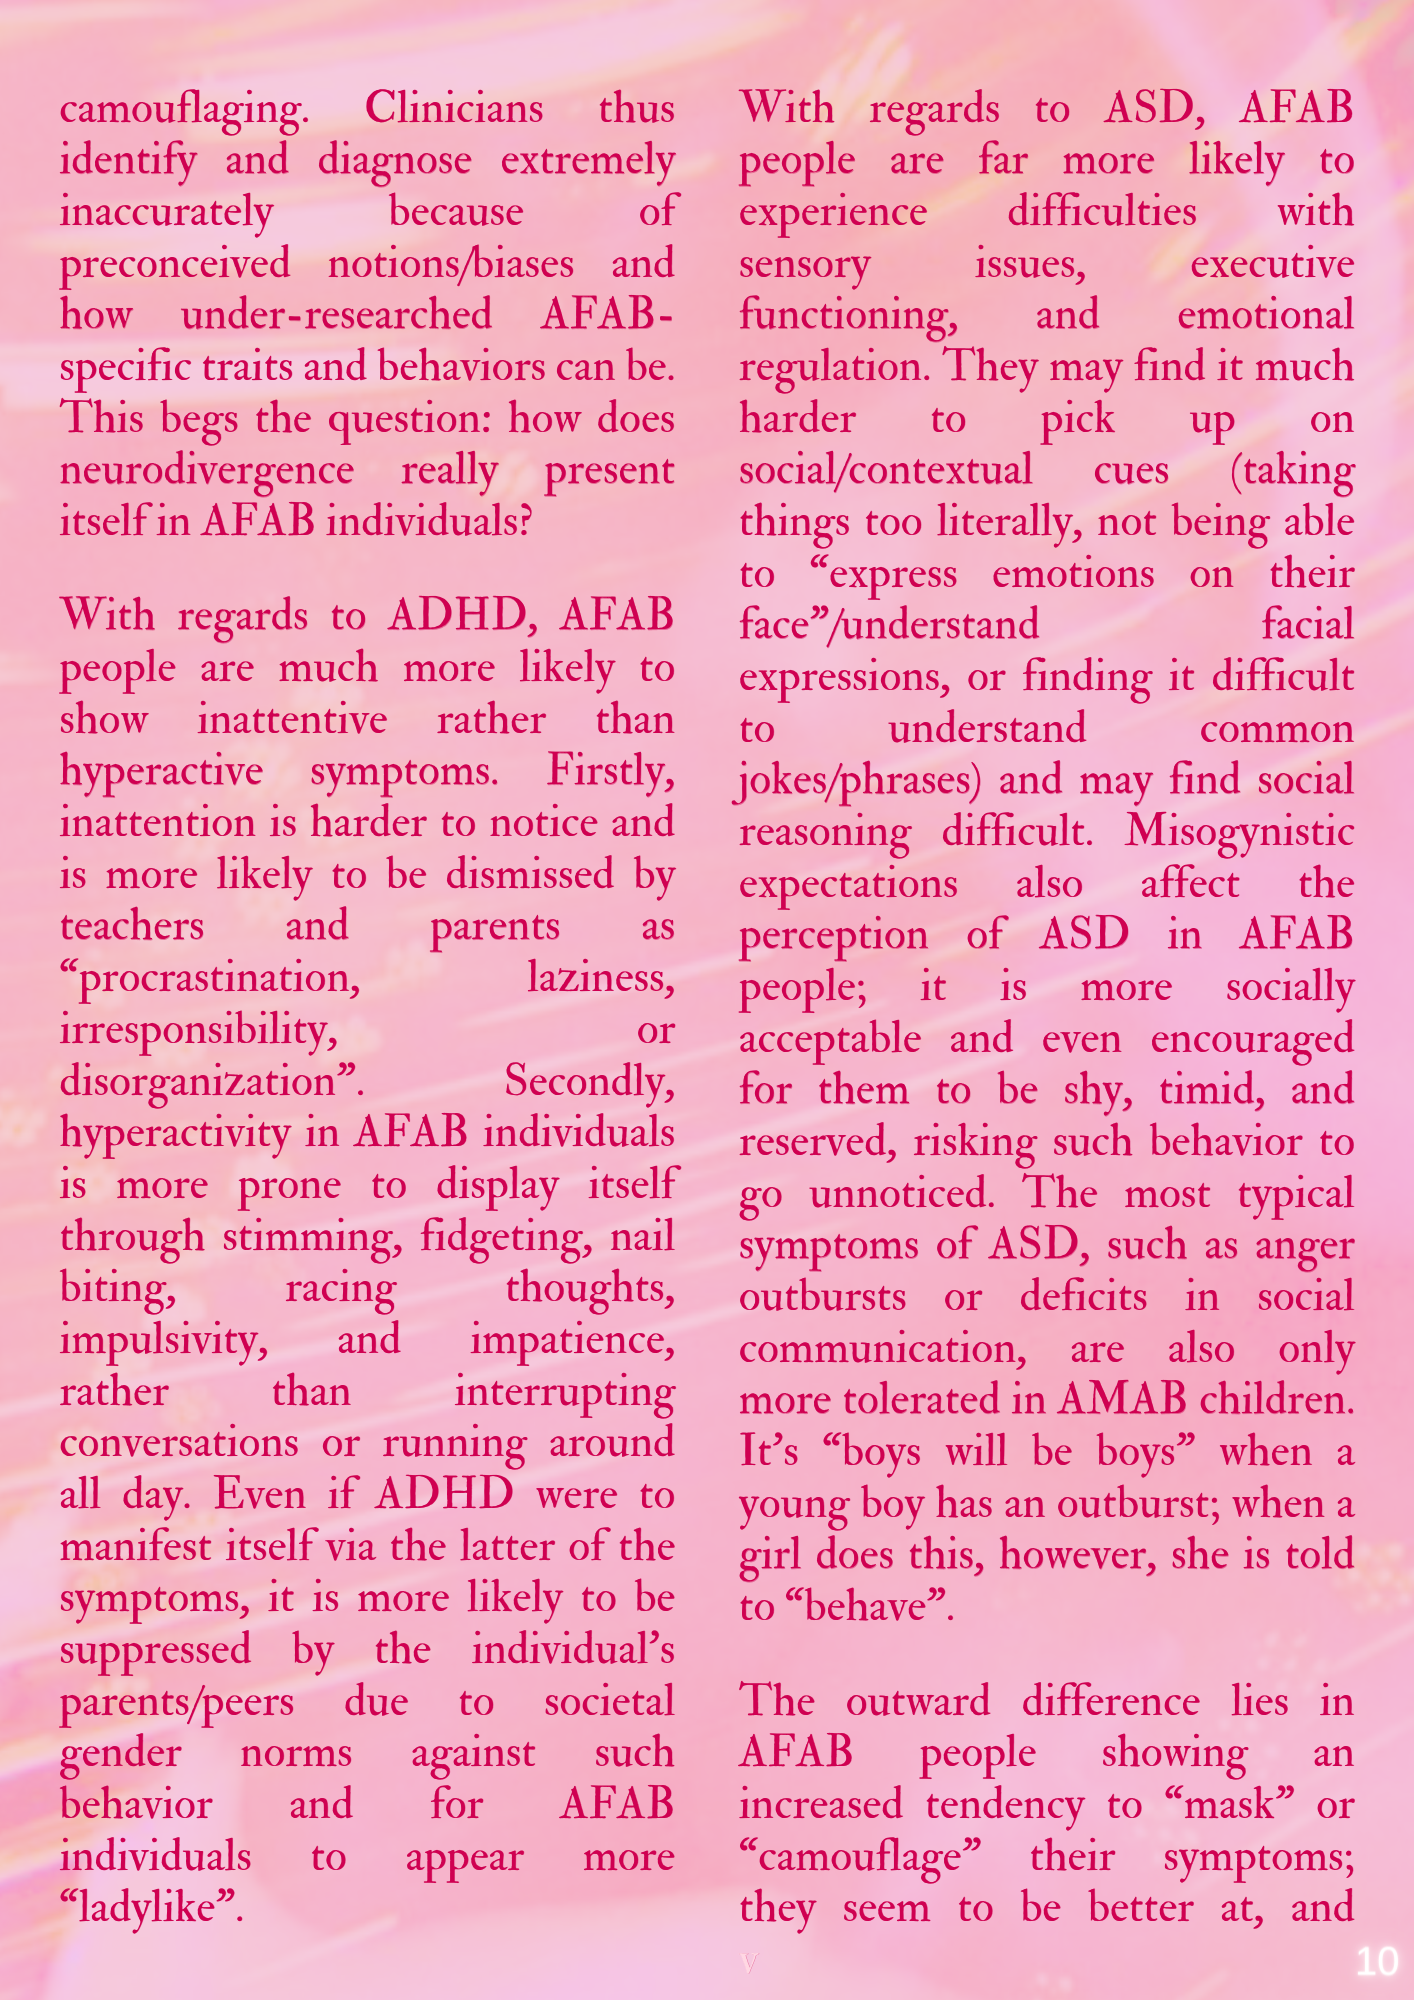 camouflaging. Clinicians thus
identify and diagnose extremely
inaccurately because of
preconceived notions/biases and
how under-researched AFAB-
specific traits and behaviors can be.
This begs the question: how does
neurodivergence really present
itself in AFAB individuals?

With regards to ADHD, AFAB
people are much more likely to
show inattentive rather than
hyperactive symptoms. Firstly,
inattention is harder to notice and
is more likely to be dismissed by
teachers and parents as
“procrastination, laziness,
irresponsibility, or
disorganization”. Secondly,
hyperactivity in AFAB individuals
is more prone to display itself
through stimming, fidgeting, nail
biting, racing thoughts,
impulsivity, and impatience,
rather than interrupting
conversations or running around
all day. Even if ADHD were to
manifest itself via the latter of the
symptoms, it is more likely to be
suppressed by the individual’s
parents/peers due to societal
gender norms against such
behavior and for AFAB
individuals to appear more
“ladylike”.

With regards to ASD, AFAB
people are far more likely to
experience difficulties with
sensory issues, executive
functioning, and emotional
regulation. They may find it much
harder to pick up on
social/contextual cues (taking
things too literally, not being able
to “express emotions on their
face”/understand facial
expressions, or finding it difficult
to understand common
jokes/phrases) and may find social
reasoning difficult. Misogynistic
expectations also affect the
perception of ASD in AFAB
people; it is more socially
acceptable and even encouraged
for them to be shy, timid, and
reserved, risking such behavior to
go unnoticed. The most typical
symptoms of ASD, such as anger
outbursts or deficits in social
communication, are also only
more tolerated in AMAB children.
It’s “boys will be boys” when a
young boy has an outburst; when a
girl does this, however, she is told
to “behave”.

The outward difference lies in
AFAB people showing an
increased tendency to “mask” or
“camouflage” their symptoms;
they seem to be better at, and
v
10